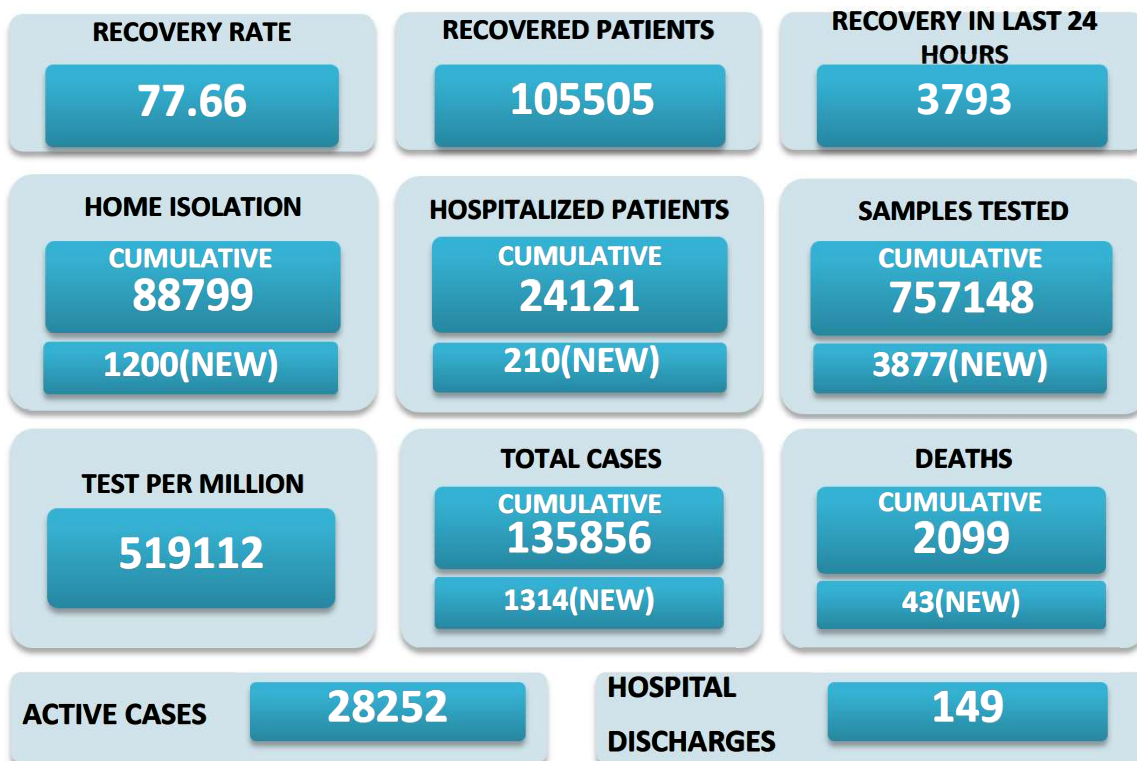 RECOVERY RATE
77.66
RECOVERED PATIENTS
105505
RECOVERY IN LAST 24
HOURS
3793
HOME ISOLATION
CUMULATIVE
88799
1200(NEW)
HOSPITALIZED PATIENTS
CUMULATIVE
24121
210(NEW)
SAMPLES TESTED
CUMULATIVE
757148
3877(NEW)
TEST PER MILLION
519112
TOTAL CASES
CUMULATIVE
135856
1314(NEW)
DEATHS
CUMULATIVE
2099
43(NEW)
ACTIVE CASES
28252
HOSPITAL
DISCHARGES
149